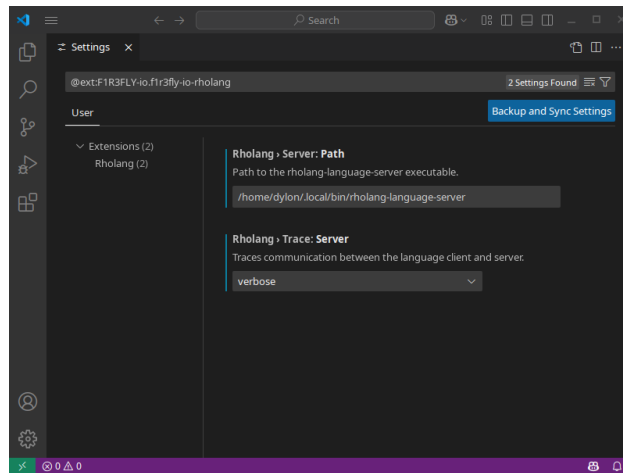 Search
Settings
@ext:F1R3FLY-io.f1r3fly-io-rholang
2 Settings Found
User
Backup and Sync Settings
Extensions (2)
Rholang (2)
Rholang › Server: Path
Path to the rholang-language-server executable.
/home/dylon/.local/bin/rholang-language-server
Rholang › Trace: Server
Traces communication between the language client and server.
verbose
0 0